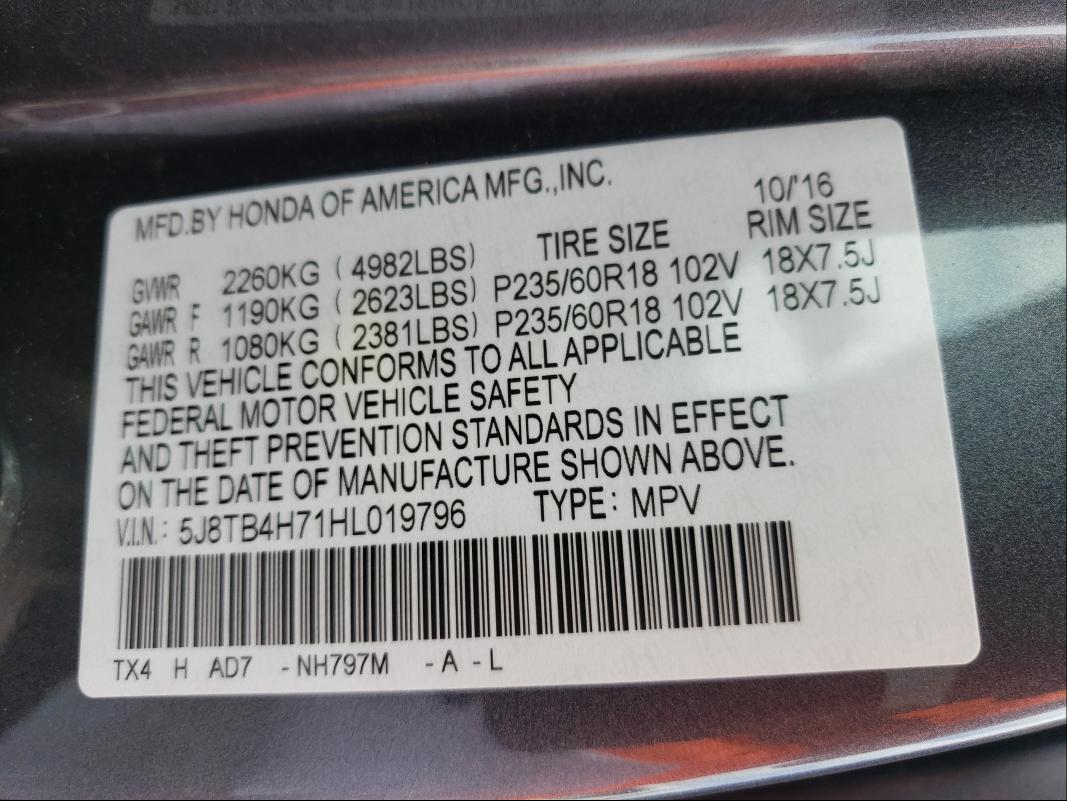 MFD.BY HONDA OF AMERICA MFG.,INC. 10/'16
TIRE SIZE RIM SIZE
GVWR 2260KG ( 4982LBS)
GAWR F 1190KG ( 2623LBS) P235/60R18 102V 18X7.5J
GAWR R 1080KG ( 2381LBS) P235/60R18 102V 18X7.5J
THIS VEHICLE CONFORMS TO ALL APPLICABLE
FEDERAL MOTOR VEHICLE SAFETY
AND THEFT PREVENTION STANDARDS IN EFFECT
ON THE DATE OF MANUFACTURE SHOWN ABOVE.
V.I.N.: 5J8TB4H71HL019796 TYPE: MPV
TX4 H AD7 -NH797M -A -L